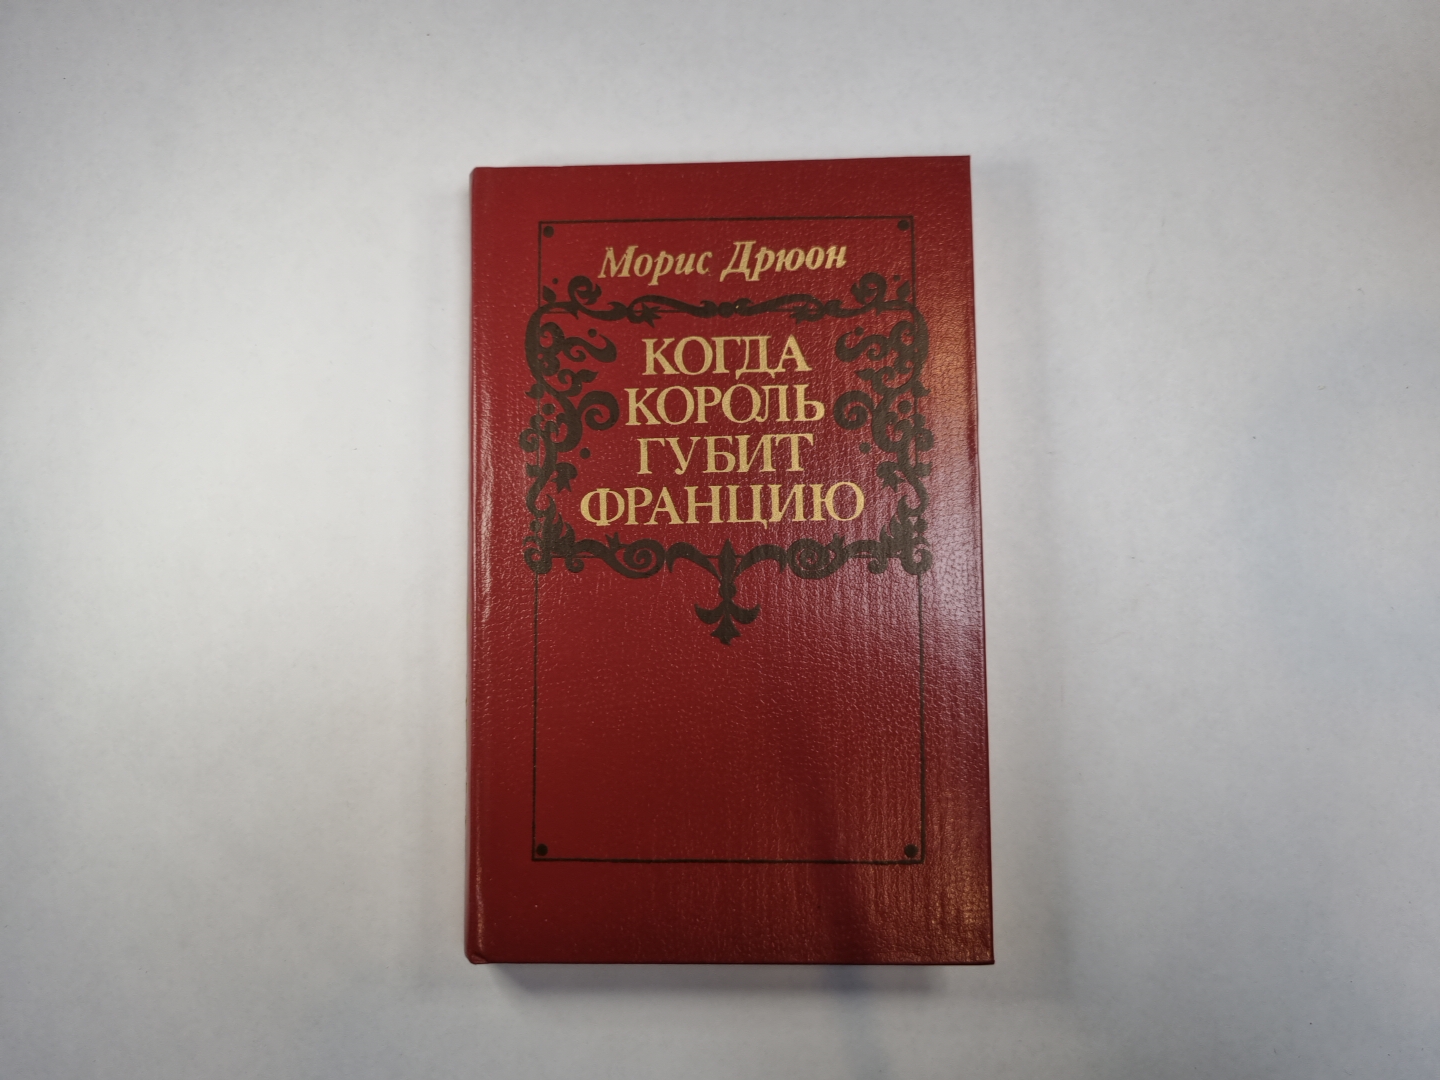 Морис Дрюон
КОГДА
КОРОЛЬ
ГУБИТ
ФРАНЦИЮ